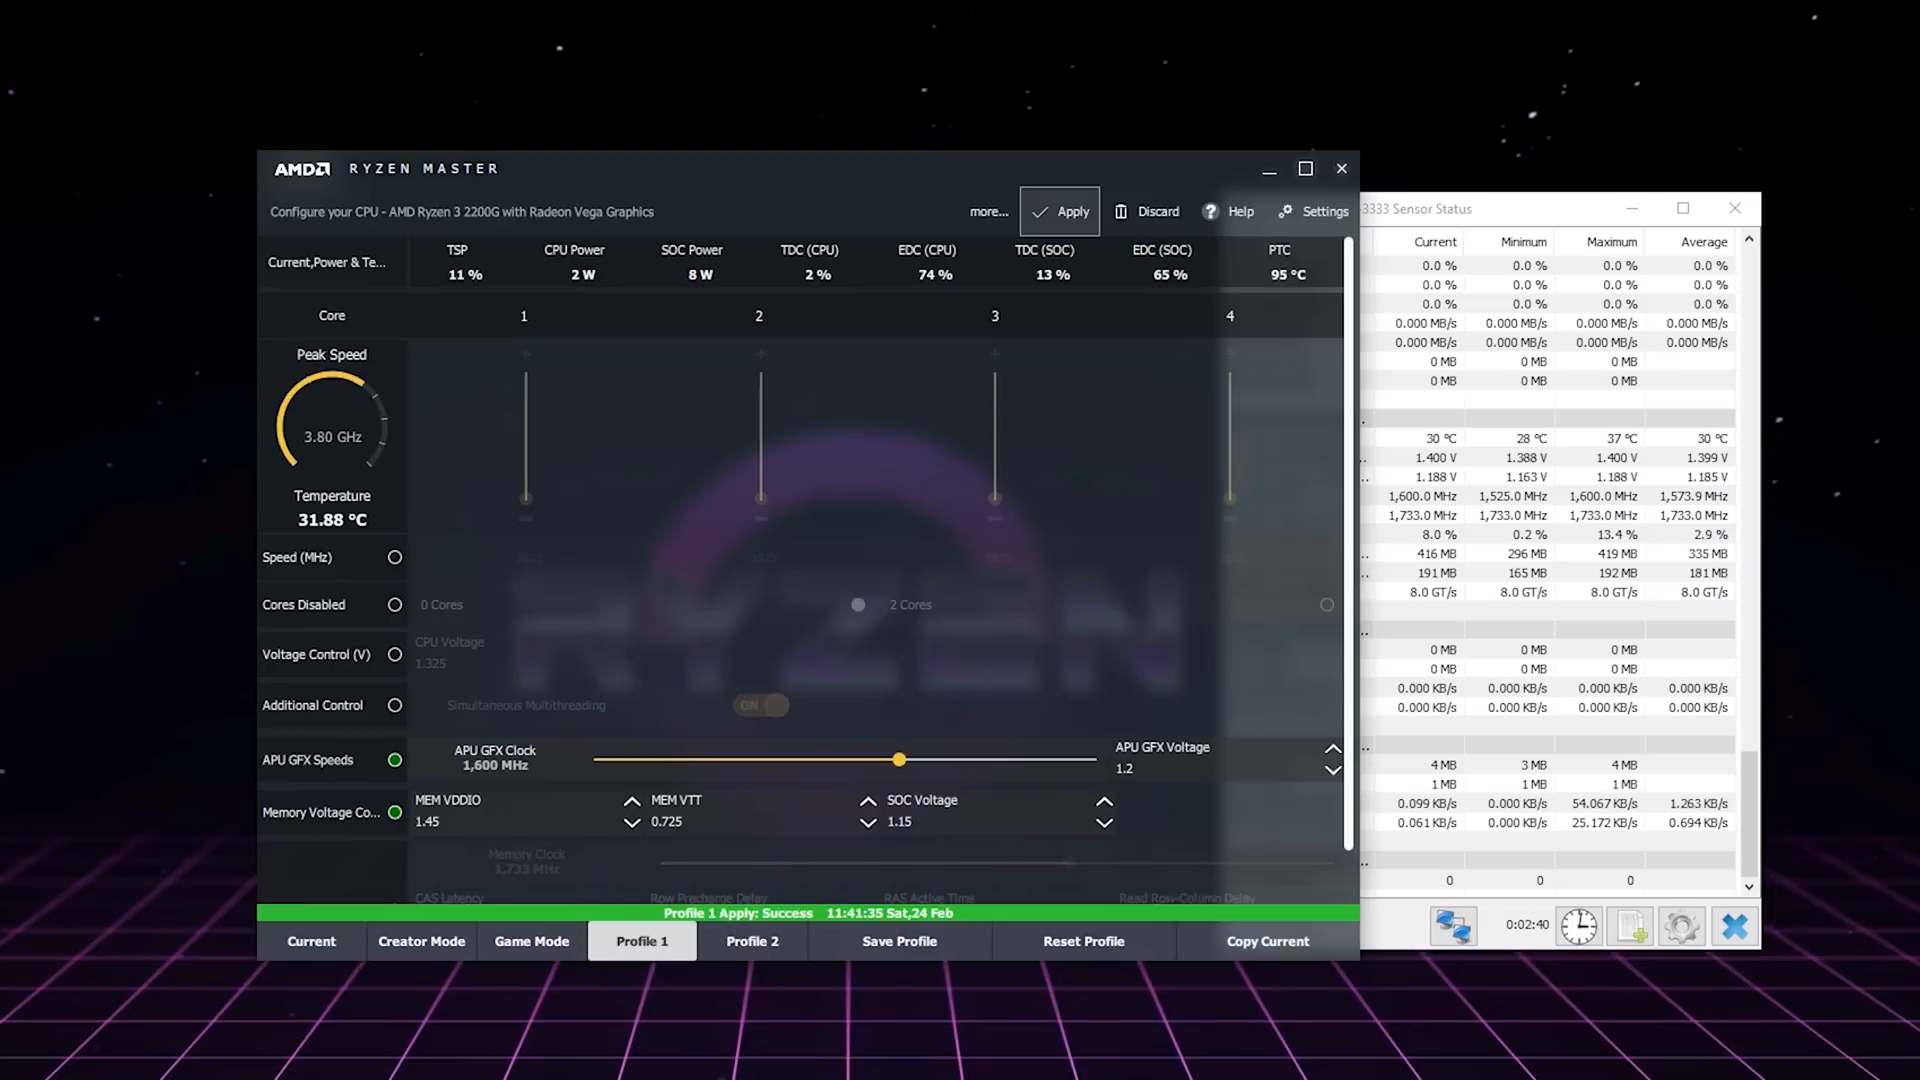 AMD RYZEN MASTER
Configure your CPU - AMD Ryzen 3 2200G with Radeon Vega Graphics
more...
Apply
Discard
Help
Settings
Current,Power & Te...
TSP
CPU Power
SOC Power
TDC (CPU)
EDC (CPU)
TDC (SOC)
EDC (SOC)
PTC
11 %
2 W
8 W
2 %
74 %
13 %
65 %
95 °C
Core
1
2
3
4
Peak Speed
3.80 GHz
Temperature
31.88 °C
Speed (MHz)
Cores Disabled
0 Cores
2 Cores
Voltage Control (V)
CPU Voltage
1.325
Additional Control
Simultaneous Multithreading
ON
RYZEN
APU GFX Speeds
APU GFX Clock
1,600 MHz
APU GFX Voltage
1.2
Memory Voltage Co...
MEM VDDIO
1.45
MEM VTT
0.725
SOC Voltage
1.15
Memory Clock
1,733 MHz
CAS Latency
Row Precharge Delay
RAS Active Time
Read Row-Column Delay
Profile 1 Apply: Success 11:41:35 Sat,24 Feb
Current
Creator Mode
Game Mode
Profile 1
Profile 2
Save Profile
Reset Profile
Copy Current
3333 Sensor Status
Current Minimum Maximum Average
0.0 % 0.0 % 0.0 % 0.0 %
0.0 % 0.0 % 0.0 % 0.0 %
0.0 % 0.0 % 0.0 % 0.0 %
0.000 MB/s 0.000 MB/s 0.000 MB/s 0.000 MB/s
0.000 MB/s 0.000 MB/s 0.000 MB/s 0.000 MB/s
0 MB 0 MB 0 MB
0 MB 0 MB 0 MB
30 °C 28 °C 37 °C 30 °C
1.400 V 1.388 V 1.400 V 1.399 V
1.188 V 1.163 V 1.188 V 1.185 V
1,600.0 MHz 1,525.0 MHz 1,600.0 MHz 1,573.9 MHz
1,733.0 MHz 1,733.0 MHz 1,733.0 MHz 1,733.0 MHz
8.0 % 0.2 % 13.4 % 2.9 %
416 MB 296 MB 419 MB 335 MB
191 MB 165 MB 192 MB 181 MB
8.0 GT/s 8.0 GT/s 8.0 GT/s 8.0 GT/s
0 MB 0 MB 0 MB
0 MB 0 MB 0 MB
0.000 KB/s 0.000 KB/s 0.000 KB/s 0.000 KB/s
0.000 KB/s 0.000 KB/s 0.000 KB/s 0.000 KB/s
4 MB 3 MB 4 MB
1 MB 1 MB 1 MB
0.099 KB/s 0.000 KB/s 54.067 KB/s 1.263 KB/s
0.061 KB/s 0.000 KB/s 25.172 KB/s 0.694 KB/s
0 0 0
0:02:40